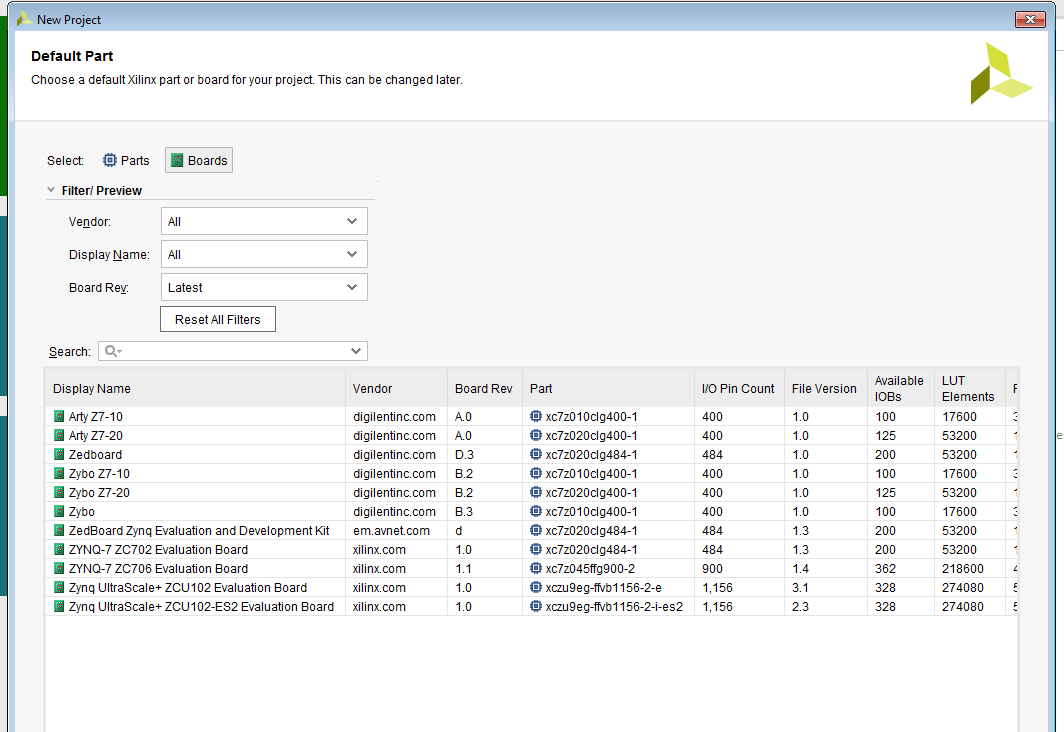 New Project
Default Part
Choose a default Xilinx part or board for your project. This can be changed later.
Select: Parts Boards
Filter/ Preview
Vendor: All
Display Name: All
Board Rev: Latest
Reset All Filters
Search:
Display Name Vendor Board Rev Part I/O Pin Count File Version Available IOBs LUT Elements
Arty Z7-10 digilentinc.com A.0 xc7z010clg400-1 400 1.0 100 17600
Arty Z7-20 digilentinc.com A.0 xc7z020clg400-1 400 1.0 125 53200
Zedboard digilentinc.com D.3 xc7z020clg484-1 484 1.0 200 53200
Zybo Z7-10 digilentinc.com B.2 xc7z010clg400-1 400 1.0 100 17600
Zybo Z7-20 digilentinc.com B.2 xc7z020clg400-1 400 1.0 125 53200
Zybo digilentinc.com B.3 xc7z010clg400-1 400 1.0 100 17600
ZedBoard Zynq Evaluation and Development Kit em.avnet.com d xc7z020clg484-1 484 1.3 200 53200
ZYNQ-7 ZC702 Evaluation Board xilinx.com 1.0 xc7z020clg484-1 484 1.3 200 53200
ZYNQ-7 ZC706 Evaluation Board xilinx.com 1.1 xc7z045ffg900-2 900 1.4 362 218600
Zynq UltraScale+ ZCU102 Evaluation Board xilinx.com 1.0 xczu9eg-ffvb1156-2-e 1,156 3.1 328 274080
Zynq UltraScale+ ZCU102-ES2 Evaluation Board xilinx.com 1.0 xczu9eg-ffvb1156-2-i-es2 1,156 2.3 328 274080